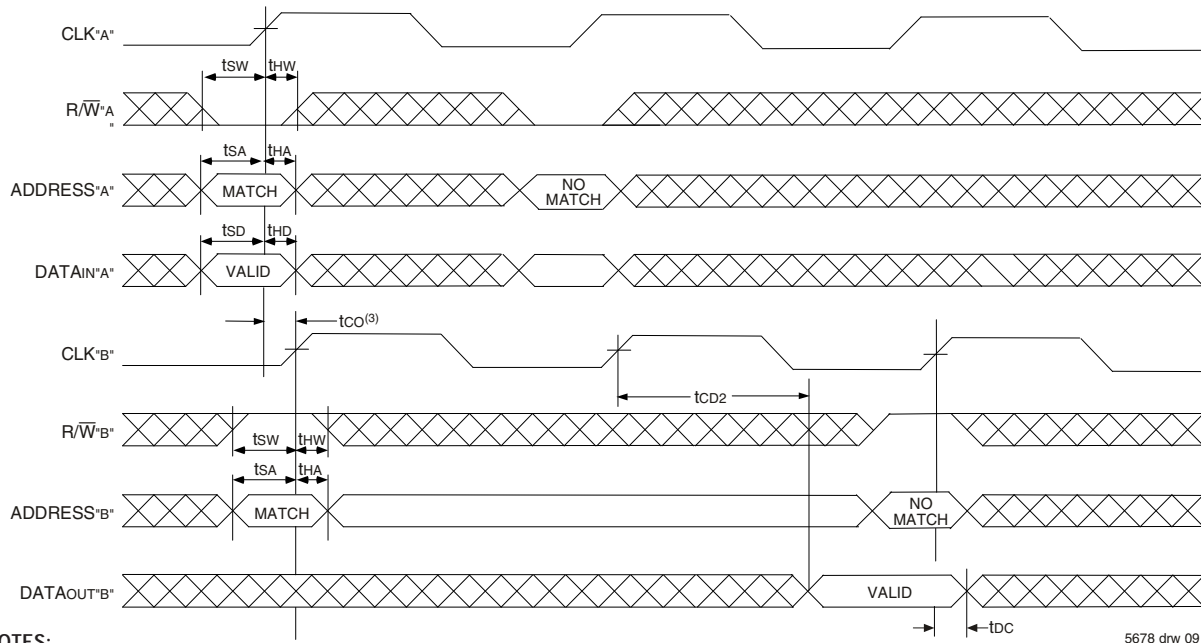 CLK"A"
tSW tHW
R/W"A
"
tSA tHA
ADDRESS"A" MATCH NO MATCH
tSD tHD
DATAIN"A" VALID
tCO(3)
CLK"B"
tCD2
R/W"B"
tSW tHW
tSA tHA
ADDRESS"B" MATCH NO MATCH
DATAOUT"B" VALID
tDC
OTES:
5678 drw 09